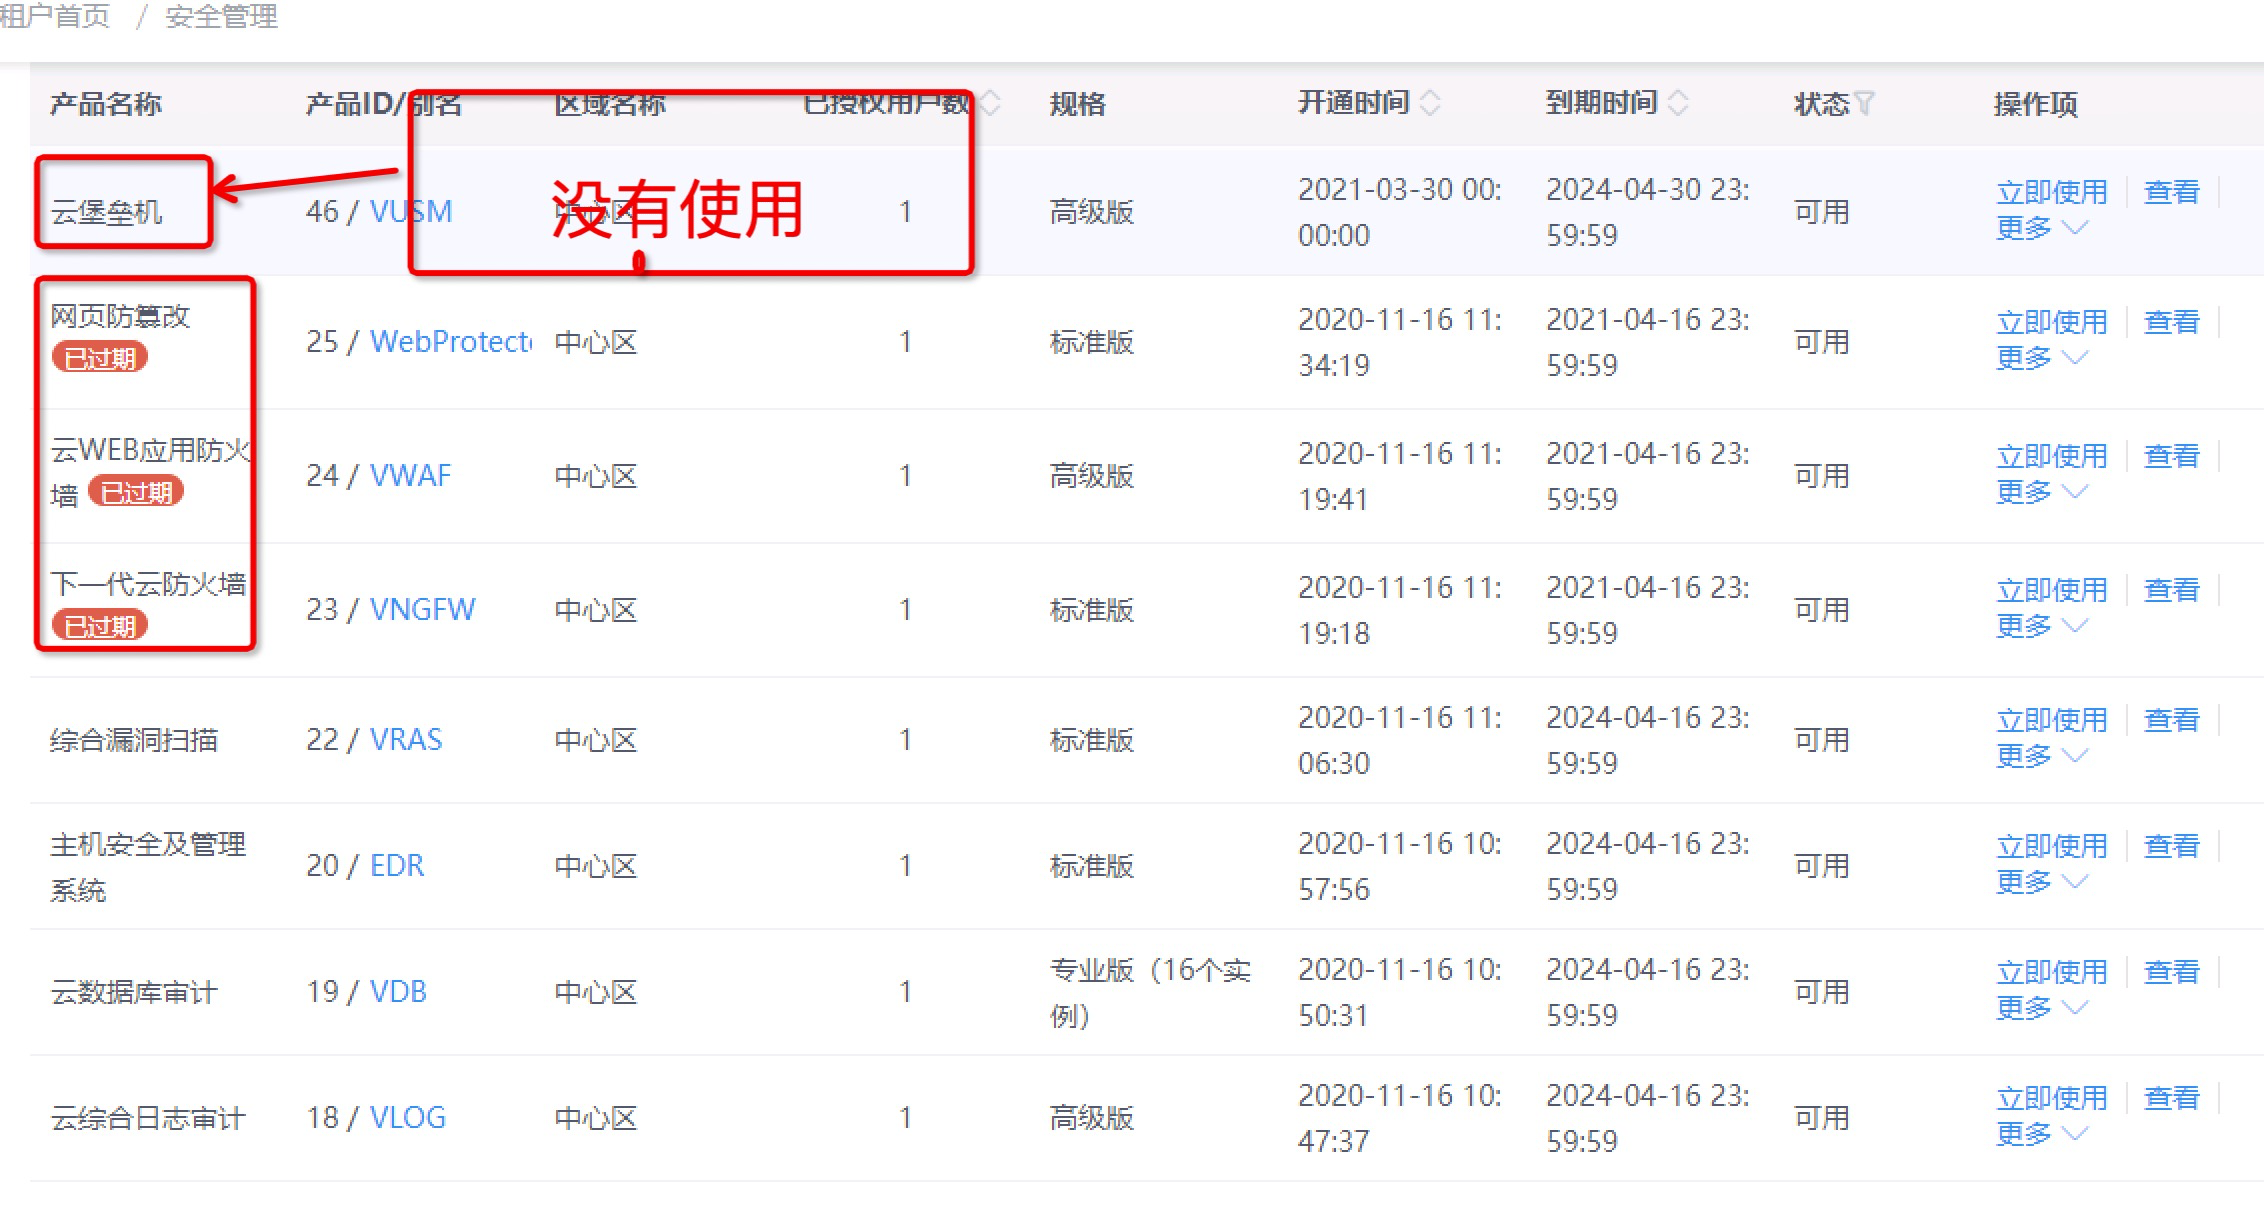 租户首页 / 安全管理
产品名称 产品ID/别名 区域名称 已授权用户数 规格 开通时间 到期时间 状态 操作项
没有使用
云堡垒机 46 / VUSM 中心区 1 高级版 2021-03-30 00: 2024-04-30 23: 可用 立即使用 查看
00:00 59:59 更多
网页防篡改 25 / WebProtect 中心区 1 标准版 2020-11-16 11: 2021-04-16 23: 可用 立即使用 查看
已过期 34:19 59:59 更多
云WEB应用防火 24 / VWAF 中心区 1 高级版 2020-11-16 11: 2021-04-16 23: 可用 立即使用 查看
墙 已过期 19:41 59:59 更多
下一代云防火墙 23 / VNGFW 中心区 1 标准版 2020-11-16 11: 2021-04-16 23: 可用 立即使用 查看
已过期 19:18 59:59 更多
综合漏洞扫描 22 / VRAS 中心区 1 标准版 2020-11-16 11: 2024-04-16 23: 可用 立即使用 查看
06:30 59:59 更多
主机安全及管理 20 / EDR 中心区 1 标准版 2020-11-16 10: 2024-04-16 23: 可用 立即使用 查看
系统 57:56 59:59 更多
云数据库审计 19 / VDB 中心区 1 专业版（16个实 2020-11-16 10: 2024-04-16 23: 可用 立即使用 查看
例） 50:31 59:59 更多
云综合日志审计 18 / VLOG 中心区 1 高级版 2020-11-16 10: 2024-04-16 23: 可用 立即使用 查看
47:37 59:59 更多